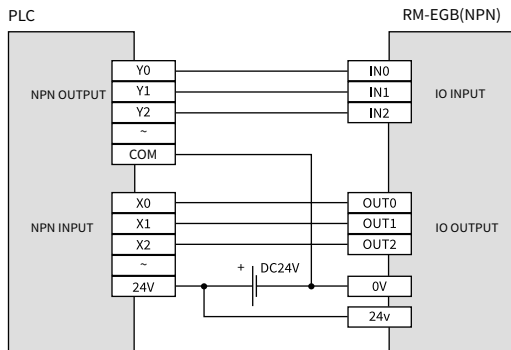 PLC
RM-EGB(NPN)
NPN OUTPUT
Y0
Y1
Y2
~
COM
IN0
IN1
IN2
IO INPUT
NPN INPUT
X0
X1
X2
~
24V
+ DC24V
OUT0
OUT1
OUT2
IO OUTPUT
0V
24v